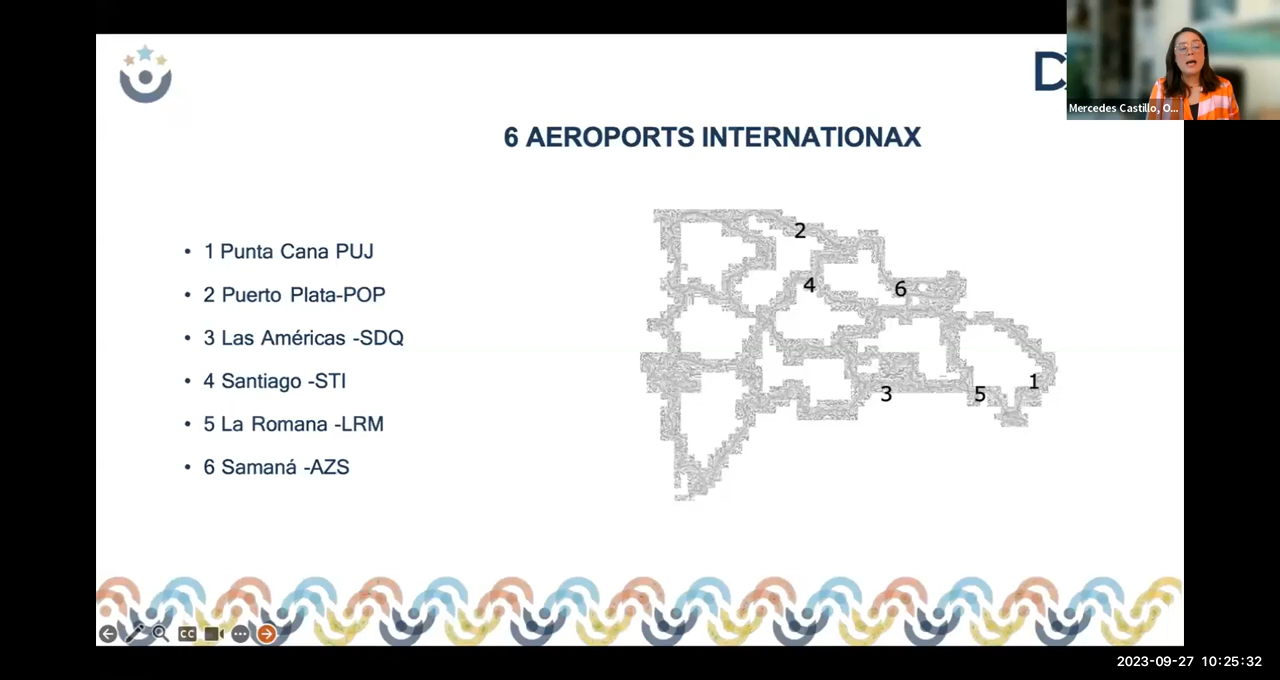 D
Mercedes Castillo, O...
6 AEROPORTS INTERNATIONAX
• 1 Punta Cana PUJ
• 2 Puerto Plata-POP
• 3 Las Américas -SDQ
• 4 Santiago -STI
• 5 La Romana -LRM
• 6 Samaná -AZS
2
4
6
1
3
5
CC
2023-09-27 10:25:32